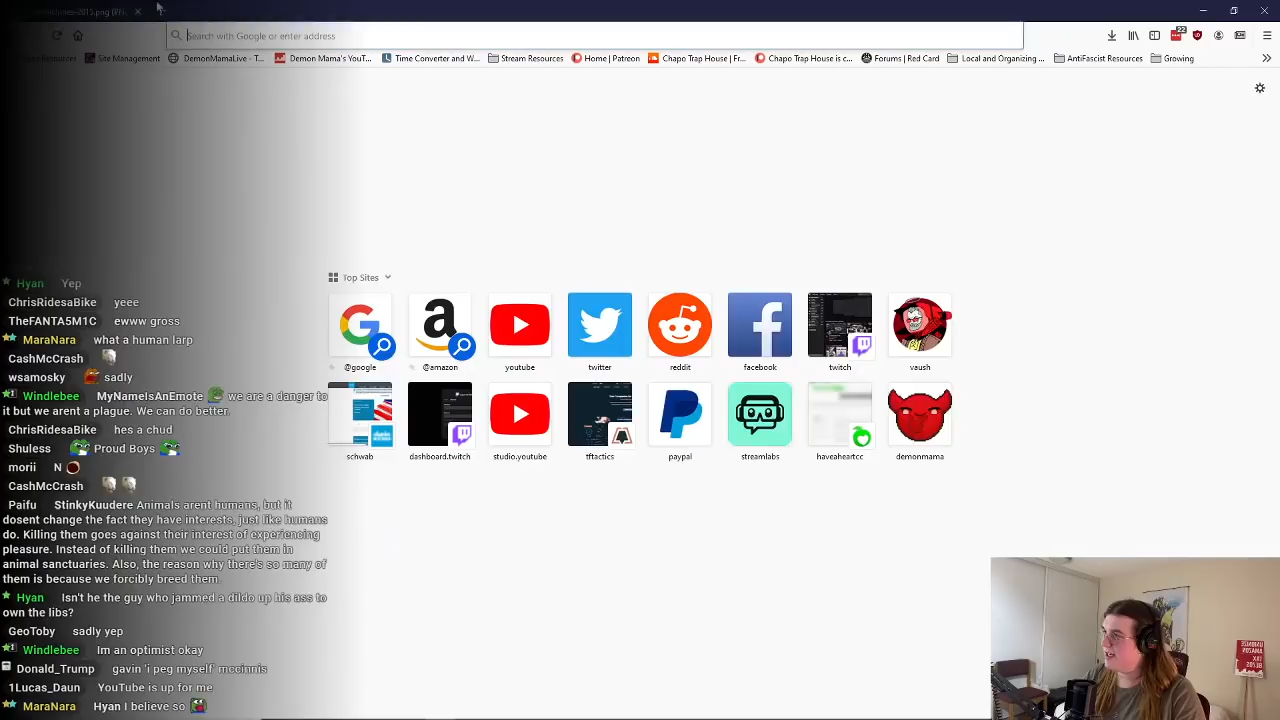 Search with Google or enter address
22
Site Management
DemonMamaLive - T...
Demon Mama's YouT...
Time Converter and W...
Stream Resources
Home | Patreon
Chapo Trap House | Fr...
Chapo Trap House is c...
Forums | Red Card
Local and Organizing ...
AntiFascist Resources
Growing
Top Sites
@google
@amazon
youtube
twitter
reddit
facebook
twitch
vaush
schwab
dashboard.twitch
studio.youtube
tftactics
paypal
streamlabs
haveaheartcc
demonmama
Hyan Yep
ChrisRidesaBike yeee
TheFANTA5M1C ewww gross
MaraNara what a human larp
CashMcCrash
wsamosky sadly
Windlebee MyNameIsAnEmote we are a danger to
it but we arent a plague. We can do better.
ChrisRidesaBike hes a chud
Shuless Proud Boys
morii N
CashMcCrash
Paifu StinkyKuudere Animals arent humans, but it
dosent change the fact they have interests, just like humans
do. Killing them goes against their interest of experiencing
pleasure. Instead of killing them we could put them in
animal sanctuaries. Also, the reason why there's so many of
them is because we forcibly breed them.
Hyan Isn't he the guy who jammed a dildo up his ass to
own the libs?
GeoToby sadly yep
Windlebee Im an optimist okay
Donald_Trump gavin 'i peg myself' mccinnis
1Lucas_Daun YouTube is up for me
MaraNara Hyan I believe so